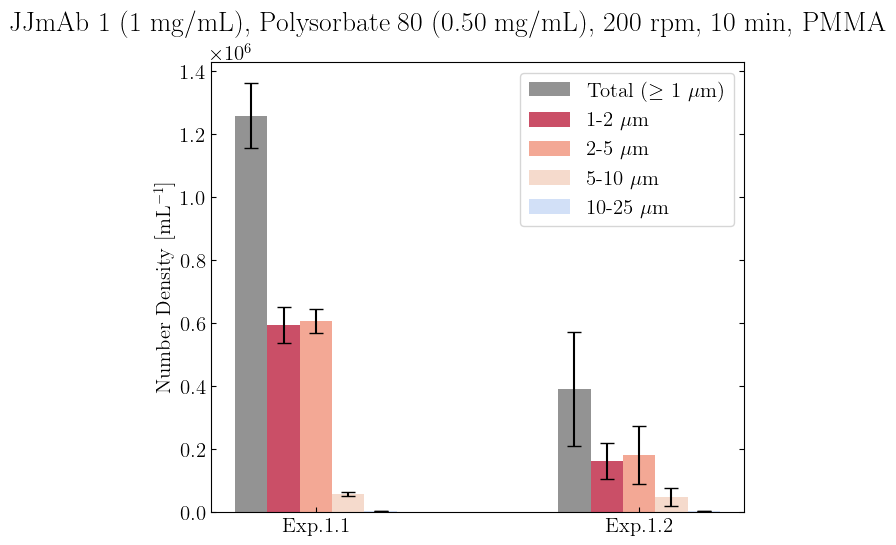 JJmAb 1 (1 mg/mL), Polysorbate 80 (0.50 mg/mL), 200 rpm, 10 min, PMMA
×10⁶
1.4
1.2
1.0
0.8
0.6
0.4
0.2
0.0
Number Density [mL⁻¹]
Total (≥ 1 μm)
1-2 μm
2-5 μm
5-10 μm
10-25 μm
Exp.1.1
Exp.1.2